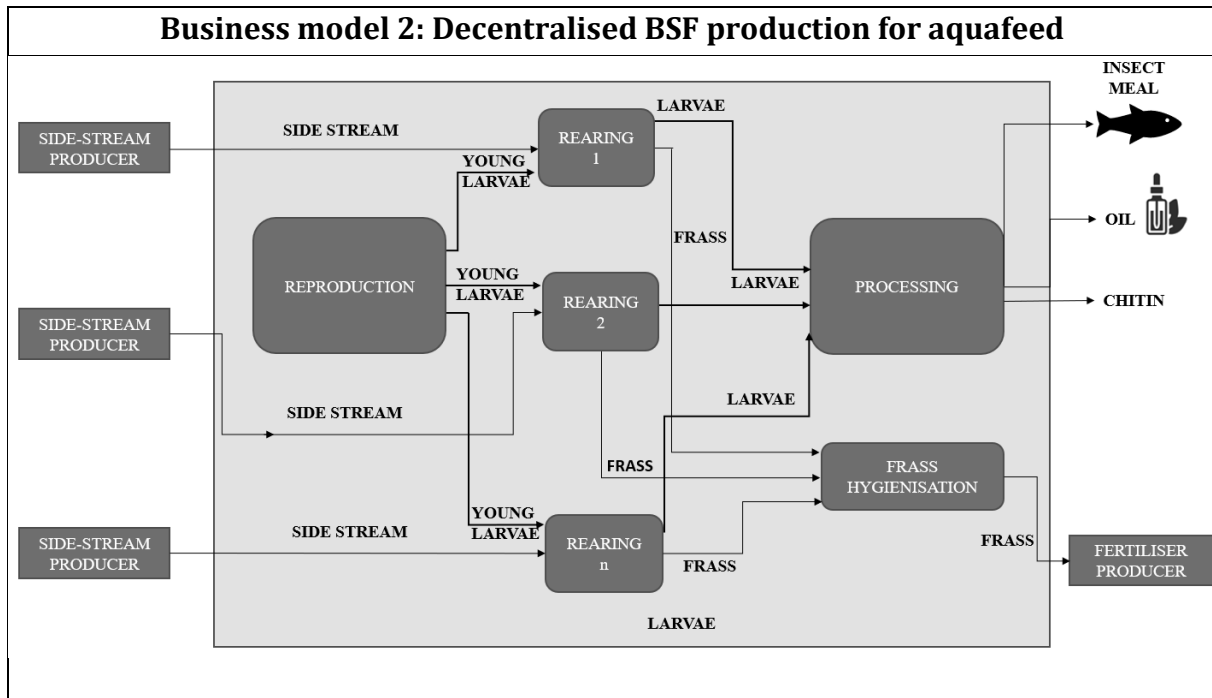 Business model 2: Decentralised BSF production for aquafeed
INSECT
MEAL
LARVAE
SIDE STREAM
SIDE-STREAM
PRODUCER
REARING
1
YOUNG
LARVAE
OIL
FRASS
REPRODUCTION
YOUNG
LARVAE
REARING
2
LARVAE
PROCESSING
CHITIN
SIDE-STREAM
PRODUCER
SIDE STREAM
LARVAE
FRASS
FRASS
HYGIENISATION
YOUNG
LARVAE
SIDE STREAM
SIDE-STREAM
PRODUCER
REARING
n
FRASS
FRASS
FERTILISER
PRODUCER
LARVAE